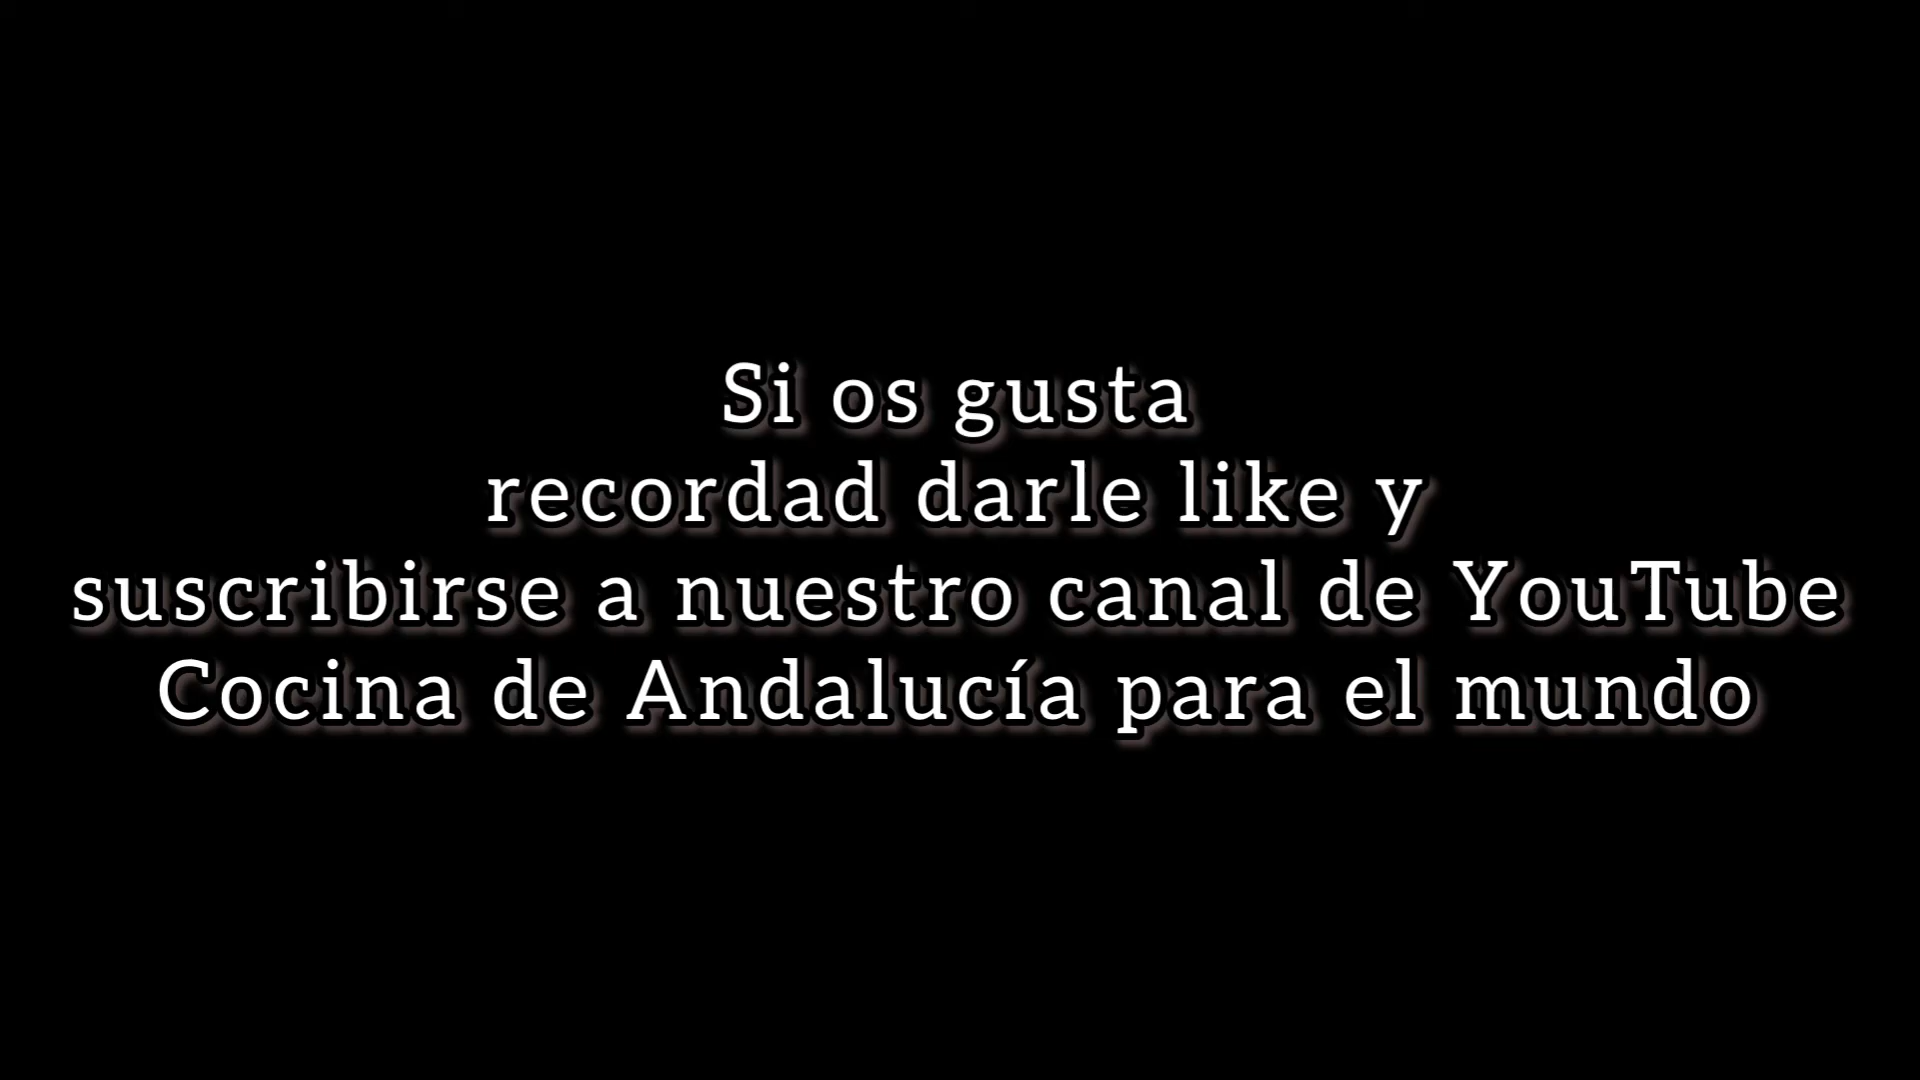 Si os gusta
recordad darle like y
suscribirse a nuestro canal de YouTube
Cocina de Andalucía para el mundo